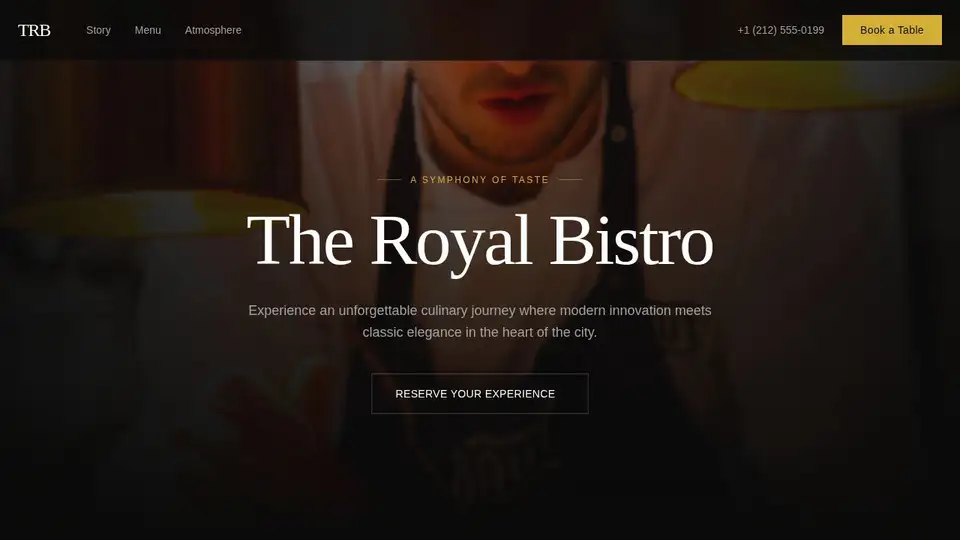 TRB
Story
Menu
Atmosphere
+1 (212) 555-0199
Book a Table
A SYMPHONY OF TASTE
The Royal Bistro
Experience an unforgettable culinary journey where modern innovation meets
classic elegance in the heart of the city.
RESERVE YOUR EXPERIENCE